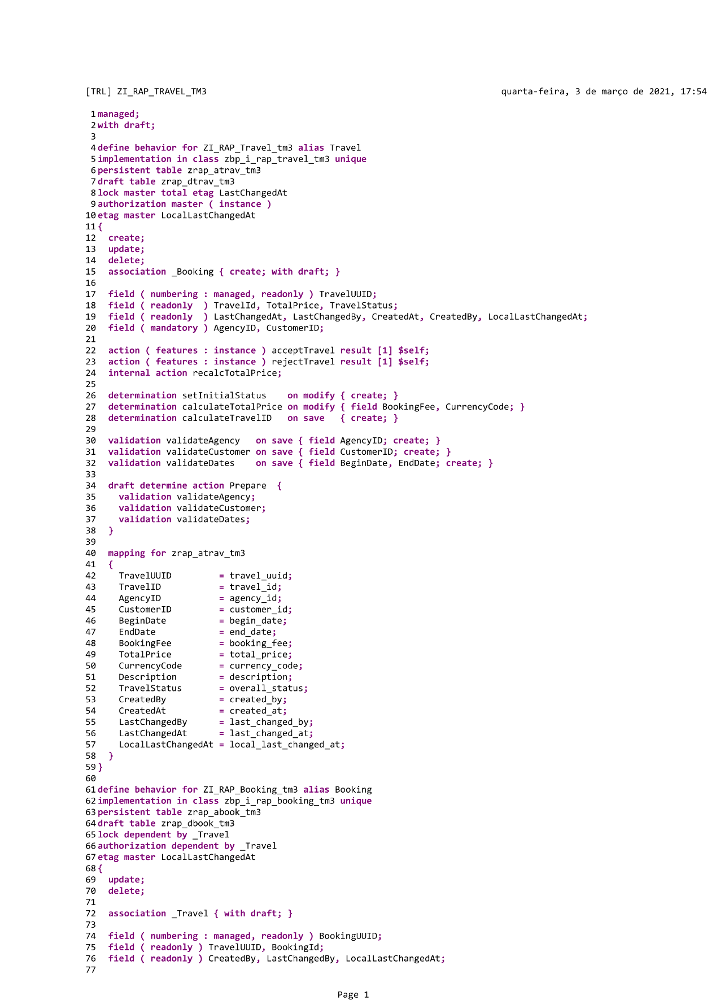 [TRL] ZI_RAP_TRAVEL_TM3 quarta-feira, 3 de março de 2021, 17:54
1 managed;
2 with draft;
3
4 define behavior for ZI_RAP_Travel_tm3 alias Travel
5 implementation in class zbp_i_rap_travel_tm3 unique
6 persistent table zrap_atrav_tm3
7 draft table zrap_dtrav_tm3
8 lock master total etag LastChangedAt
9 authorization master ( instance )
10 etag master LocalLastChangedAt
11 {
12   create;
13   update;
14   delete;
15   association _Booking { create; with draft; }
16
17   field ( numbering : managed, readonly ) TravelUUID;
18   field ( readonly  ) TravelId, TotalPrice, TravelStatus;
19   field ( readonly  ) LastChangedAt, LastChangedBy, CreatedAt, CreatedBy, LocalLastChangedAt;
20   field ( mandatory ) AgencyID, CustomerID;
21
22   action ( features : instance ) acceptTravel result [1] $self;
23   action ( features : instance ) rejectTravel result [1] $self;
24   internal action recalcTotalPrice;
25
26   determination setInitialStatus    on modify { create; }
27   determination calculateTotalPrice on modify { field BookingFee, CurrencyCode; }
28   determination calculateTravelID   on save   { create; }
29
30   validation validateAgency   on save { field AgencyID; create; }
31   validation validateCustomer on save { field CustomerID; create; }
32   validation validateDates    on save { field BeginDate, EndDate; create; }
33
34   draft determine action Prepare  {
35     validation validateAgency;
36     validation validateCustomer;
37     validation validateDates;
38   }
39
40   mapping for zrap_atrav_tm3
41   {
42     TravelUUID         = travel_uuid;
43     TravelID           = travel_id;
44     AgencyID           = agency_id;
45     CustomerID         = customer_id;
46     BeginDate          = begin_date;
47     EndDate            = end_date;
48     BookingFee         = booking_fee;
49     TotalPrice         = total_price;
50     CurrencyCode       = currency_code;
51     Description        = description;
52     TravelStatus       = overall_status;
53     CreatedBy          = created_by;
54     CreatedAt          = created_at;
55     LastChangedBy      = last_changed_by;
56     LastChangedAt      = last_changed_at;
57     LocalLastChangedAt = local_last_changed_at;
58   }
59 }
60
61 define behavior for ZI_RAP_Booking_tm3 alias Booking
62 implementation in class zbp_i_rap_booking_tm3 unique
63 persistent table zrap_abook_tm3
64 draft table zrap_dbook_tm3
65 lock dependent by _Travel
66 authorization dependent by _Travel
67 etag master LocalLastChangedAt
68 {
69   update;
70   delete;
71
72   association _Travel { with draft; }
73
74   field ( numbering : managed, readonly ) BookingUUID;
75   field ( readonly ) TravelUUID, BookingId;
76   field ( readonly ) CreatedBy, LastChangedBy, LocalLastChangedAt;
77
Page 1